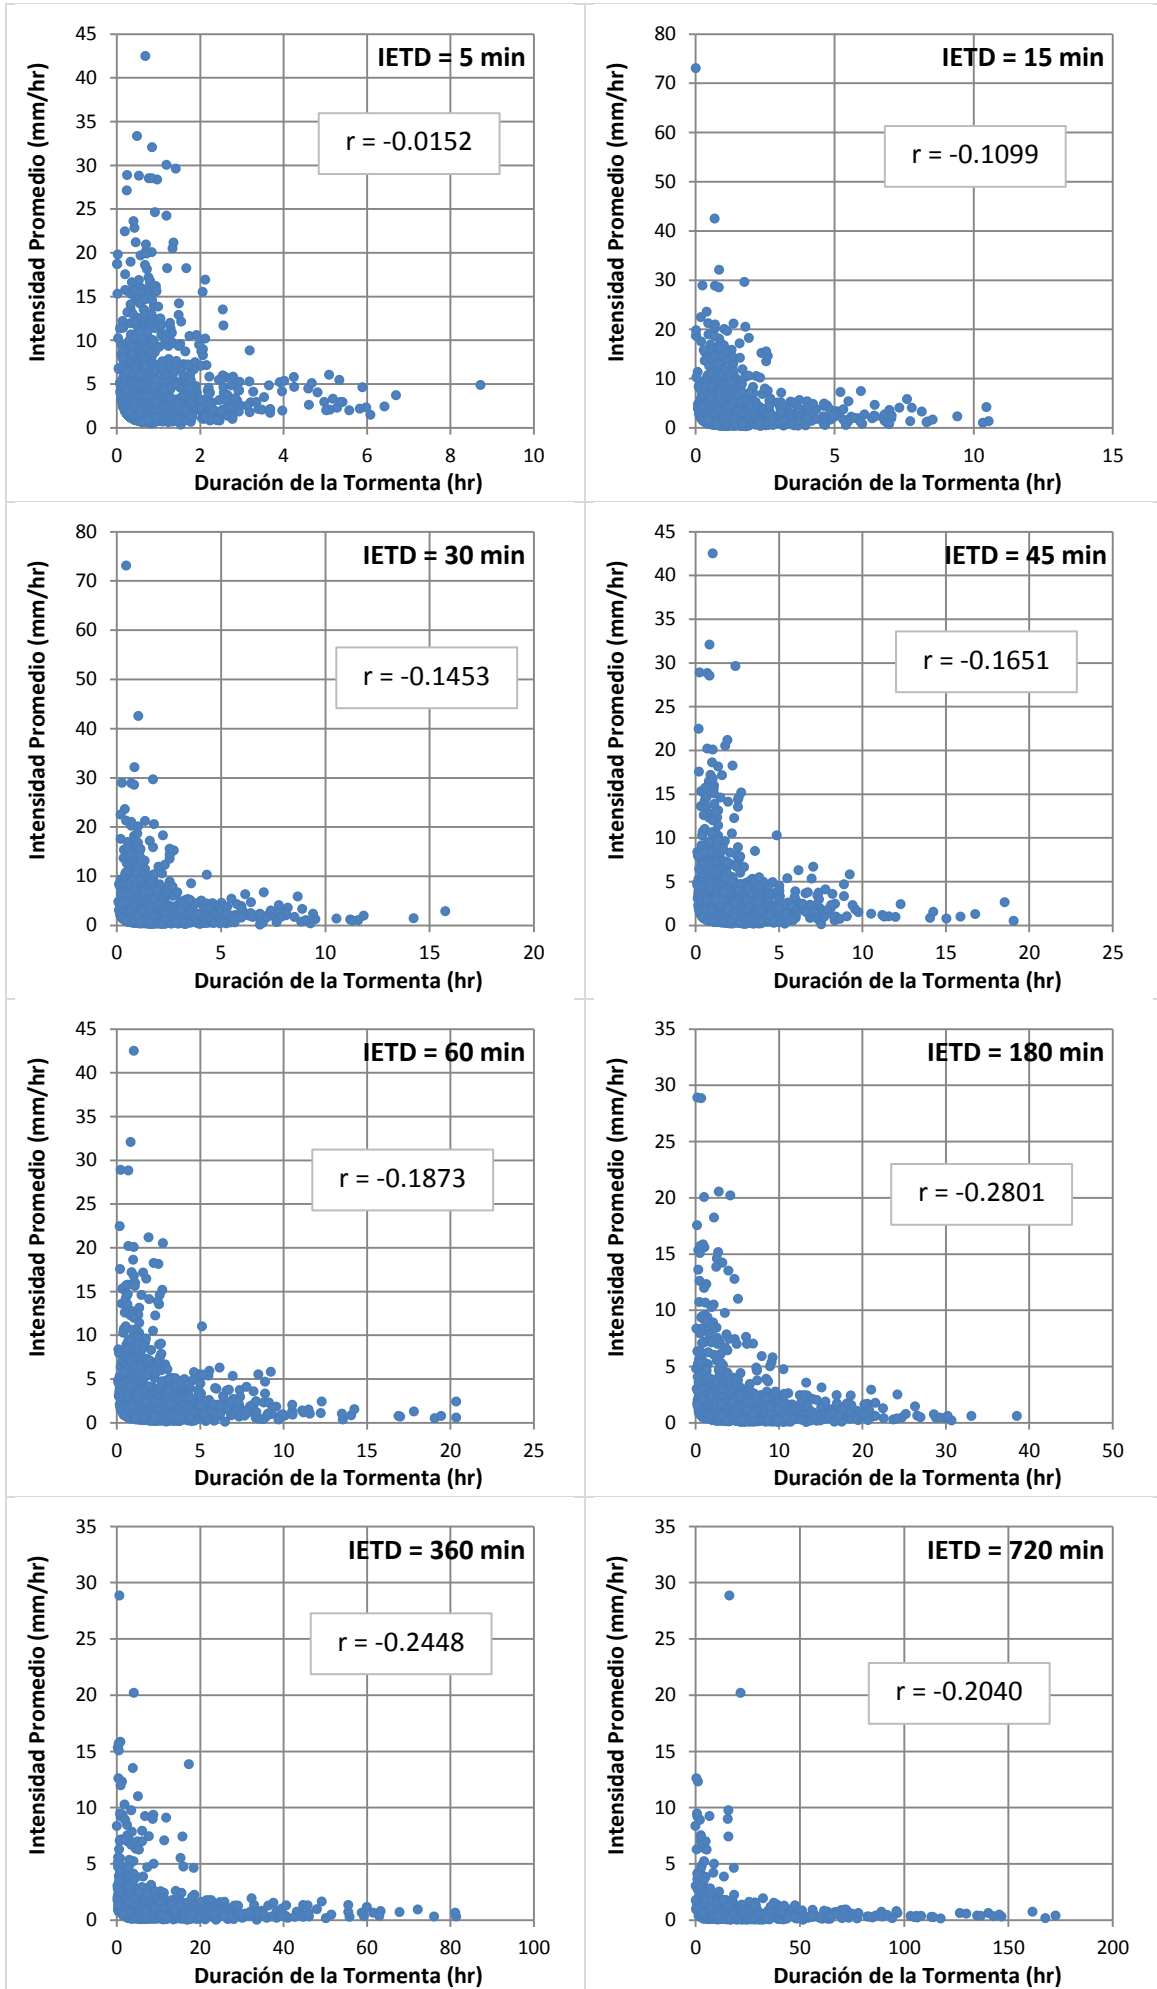 IETD = 5 min
r = -0.0152
Intensidad Promedio (mm/hr)
45
40
35
30
25
20
15
10
5
0
0 2 4 6 8 10
Duración de la Tormenta (hr)
IETD = 15 min
r = -0.1099
Intensidad Promedio (mm/hr)
80
70
60
50
40
30
20
10
0
0 5 10 15
Duración de la Tormenta (hr)
IETD = 30 min
r = -0.1453
Intensidad Promedio (mm/hr)
80
70
60
50
40
30
20
10
0
0 5 10 15 20
Duración de la Tormenta (hr)
IETD = 45 min
r = -0.1651
Intensidad Promedio (mm/hr)
45
40
35
30
25
20
15
10
5
0
0 5 10 15 20 25
Duración de la Tormenta (hr)
IETD = 60 min
r = -0.1873
Intensidad Promedio (mm/hr)
45
40
35
30
25
20
15
10
5
0
0 5 10 15 20 25
Duración de la Tormenta (hr)
IETD = 180 min
r = -0.2801
Intensidad Promedio (mm/hr)
35
30
25
20
15
10
5
0
0 10 20 30 40 50
Duración de la Tormenta (hr)
IETD = 360 min
r = -0.2448
Intensidad Promedio (mm/hr)
35
30
25
20
15
10
5
0
0 20 40 60 80 100
Duración de la Tormenta (hr)
IETD = 720 min
r = -0.2040
Intensidad Promedio (mm/hr)
35
30
25
20
15
10
5
0
0 50 100 150 200
Duración de la Tormenta (hr)